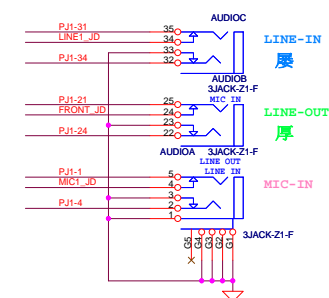 AUDIOC
PJ1-31
35
LINE-IN
LINE1_JD
34
33
PJ1-34
32
AUDIOB
3JACK-Z1-F
PJ1-21
25
MIC IN
FRONT_JD
24
LINE-OUT
23
PJ1-24
22
厚
AUDIOA
3JACK-Z1-F
LINE OUT
PJ1-1
5
LINE IN
MIC1_JD
4
MIC-IN
3
PJ1-4
2
1
3JACK-Z1-F
G5
G4
G3
G2
G1